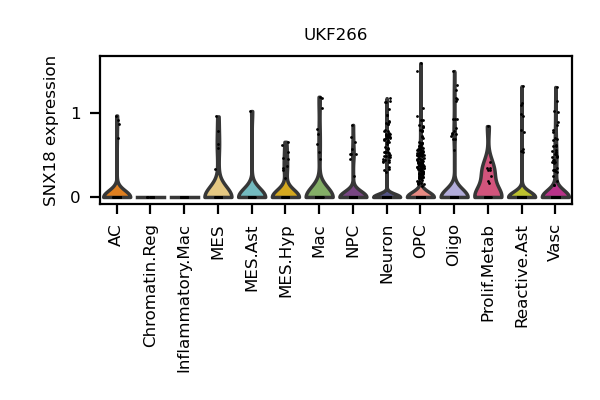 UKF266
SNX18 expression
1
0
AC
Chromatin.Reg
Inflammatory.Mac
MES
MES.Ast
MES.Hyp
Mac
NPC
Neuron
OPC
Oligo
Prolif.Metab
Reactive.Ast
Vasc